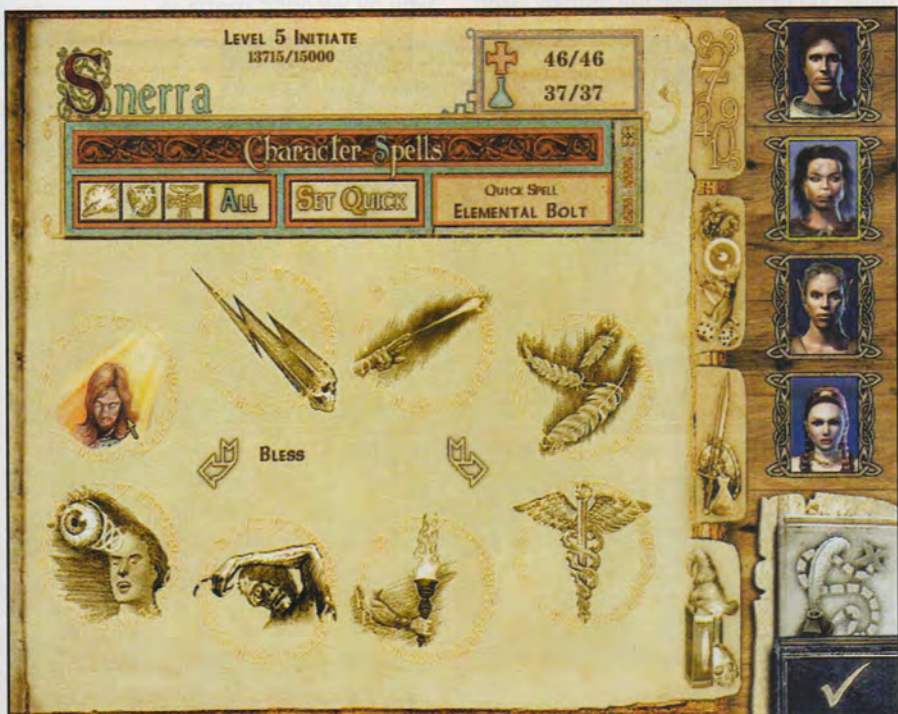 LEVEL 5 INITIATE
13715/15000
Snerra
46/46
37/37
Character Spells
ALL
SET QUICK
QUICK SPELL
ELEMENTAL BOLT
BLESS